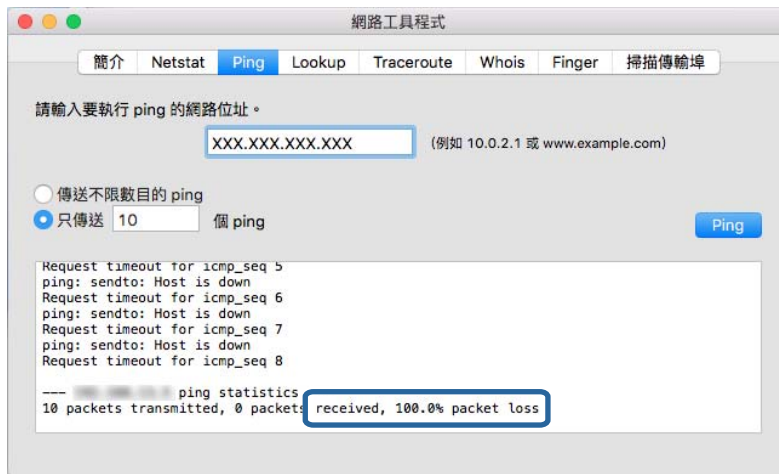 網路工具程式
簡介 Netstat Ping Lookup Traceroute Whois Finger 掃描傳輸埠
請輸入要執行 ping 的網路位址。
XXX.XXX.XXX.XXX (例如 10.0.2.1 或 www.example.com)
傳送不限數目的 ping
只傳送 10 個 ping
Ping
Request timeout for icmp_seq 5
ping: sendto: Host is down
Request timeout for icmp_seq 6
ping: sendto: Host is down
Request timeout for icmp_seq 7
ping: sendto: Host is down
Request timeout for icmp_seq 8
--- ping statistics
10 packets transmitted, 0 packets received, 100.0% packet loss